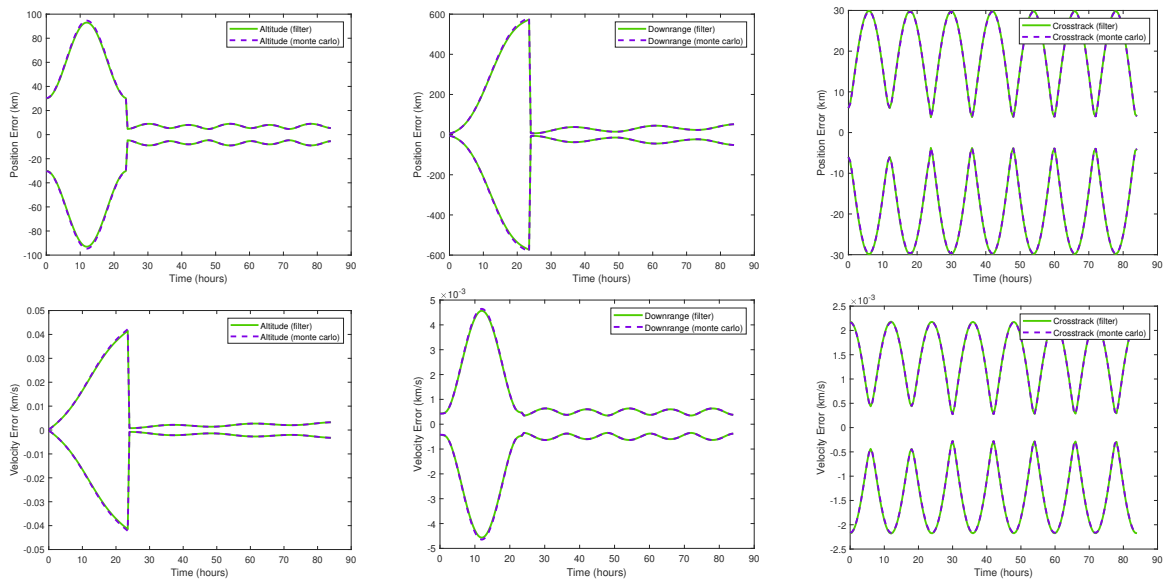 100
80
60
40
20
0
-20
-40
-60
-80
-100
Position Error (km)
0 10 20 30 40 50 60 70 80 90
Time (hours)
Altitude (filter)
Altitude (monte carlo)
600
400
200
0
-200
-400
-600
Position Error (km)
0 10 20 30 40 50 60 70 80 90
Time (hours)
Downrange (filter)
Downrange (monte carlo)
30
20
10
0
-10
-20
-30
Position Error (km)
0 10 20 30 40 50 60 70 80 90
Time (hours)
Crosstrack (filter)
Crosstrack (monte carlo)
0.05
0.04
0.03
0.02
0.01
0
-0.01
-0.02
-0.03
-0.04
-0.05
Velocity Error (km/s)
0 10 20 30 40 50 60 70 80 90
Time (hours)
Altitude (filter)
Altitude (monte carlo)
×10⁻³
5
4
3
2
1
0
-1
-2
-3
-4
-5
Velocity Error (km/s)
0 10 20 30 40 50 60 70 80 90
Time (hours)
Downrange (filter)
Downrange (monte carlo)
×10⁻³
2.5
2
1.5
1
0.5
0
-0.5
-1
-1.5
-2
-2.5
Velocity Error (km/s)
0 10 20 30 40 50 60 70 80 90
Time (hours)
Crosstrack (filter)
Crosstrack (monte carlo)